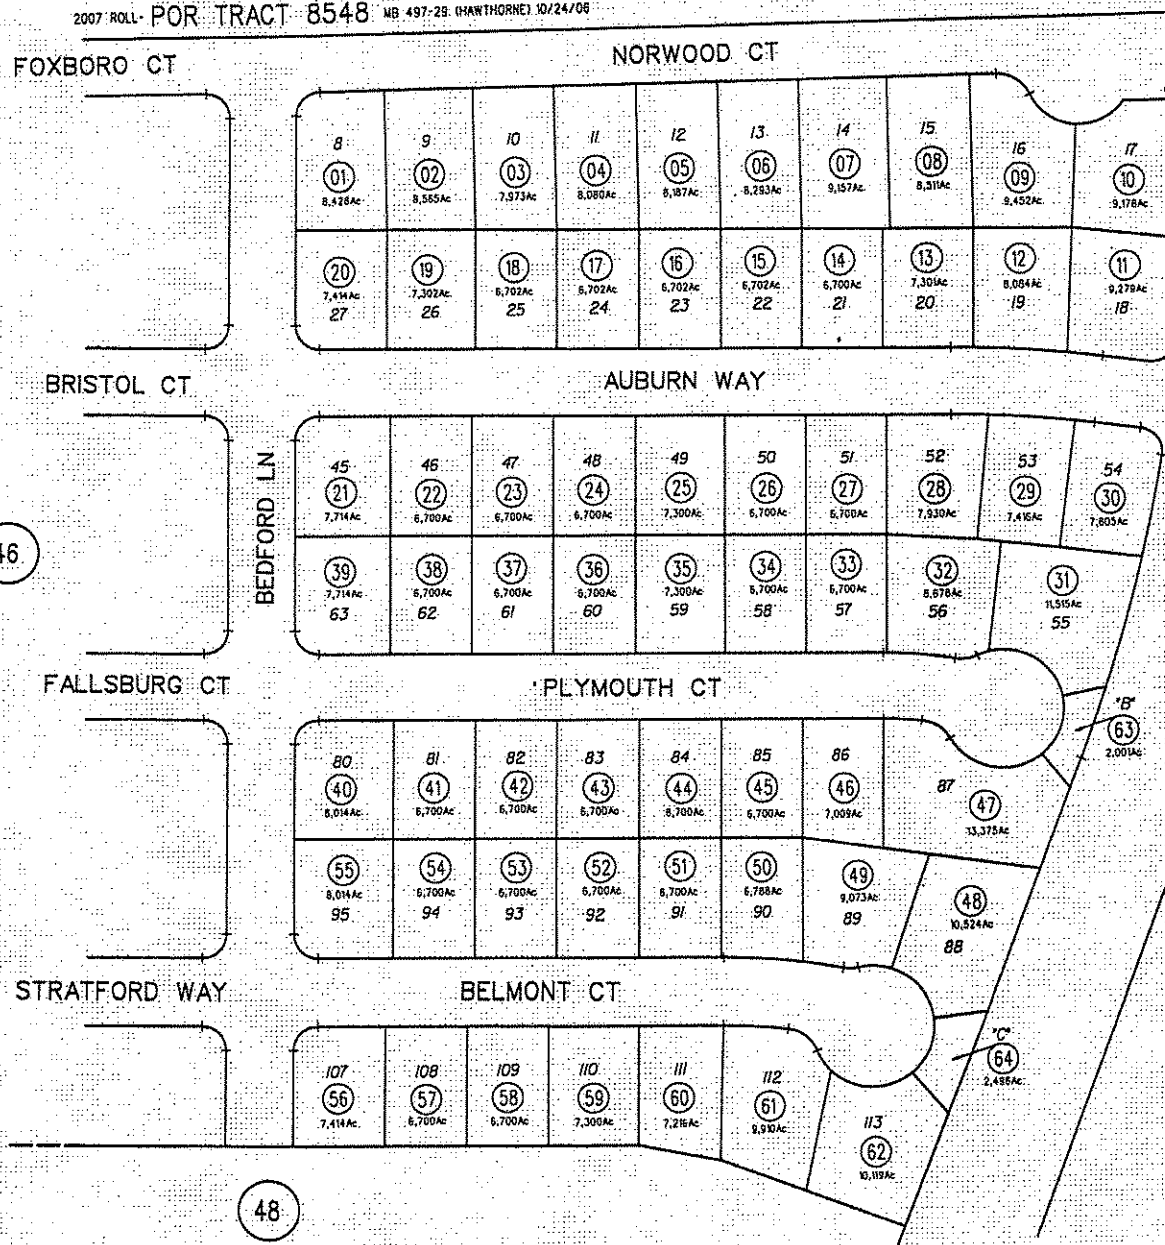 2007 ROLL- POR TRACT 8548 MB 497-29 (HAWTHORNE) 10/24/06
FOXBORO CT
NORWOOD CT
8 9 10 11 12 13 14 15 16 17
01 02 03 04 05 06 07 08 09 10
8,428Ac. 8,565Ac. 7,973Ac. 8,080Ac. 8,187Ac. 8,293Ac. 9,157Ac. 8,511Ac. 9,452Ac. 9,178Ac.
20 19 18 17 16 15 14 13 12 11
7,414Ac. 7,302Ac. 6,702Ac. 6,702Ac. 6,702Ac. 6,702Ac. 6,700Ac. 7,301Ac. 8,084Ac. 9,279Ac.
27 26 25 24 23 22 21 20 19 18
BRISTOL CT
AUBURN WAY
BEDFORD LN
45 46 47 48 49 50 51 52 53 54
21 22 23 24 25 26 27 28 29 30
7,714Ac. 6,700Ac 6,700Ac. 6,700Ac. 7,300Ac. 6,700Ac. 6,700Ac. 7,930Ac 7,416Ac. 7,605Ac
46
39 38 37 36 35 34 33 32 31
7,714Ac 6,700Ac 6,700Ac. 6,700Ac. 7,300Ac 6,700Ac 6,700Ac. 8,678Ac 11,515Ac
63 62 61 60 59 58 57 56 55
FALLSBURG CT
PLYMOUTH CT
"B"
63
2,001Ac
80 81 82 83 84 85 86 87
40 41 42 43 44 45 46 47
8,014Ac. 6,700Ac 6,700Ac. 6,700Ac 6,700Ac 6,700Ac. 7,009Ac 13,375Ac
55 54 53 52 51 50 49 48
8,014Ac 6,700Ac 6,700Ac. 6,700Ac 6,700Ac 6,788Ac 9,073Ac 10,524Ac
95 94 93 92 91 90 89 88
STRATFORD WAY
BELMONT CT
"C"
64
107 108 109 110 111 112 113
56 57 58 59 60 61 62
7,414Ac. 6,700Ac 6,700Ac. 7,300Ac 7,216Ac 9,910Ac 10,119Ac
48